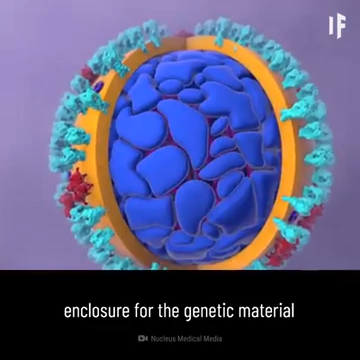 IF
enclosure for the genetic material
Nucleus Medical Media